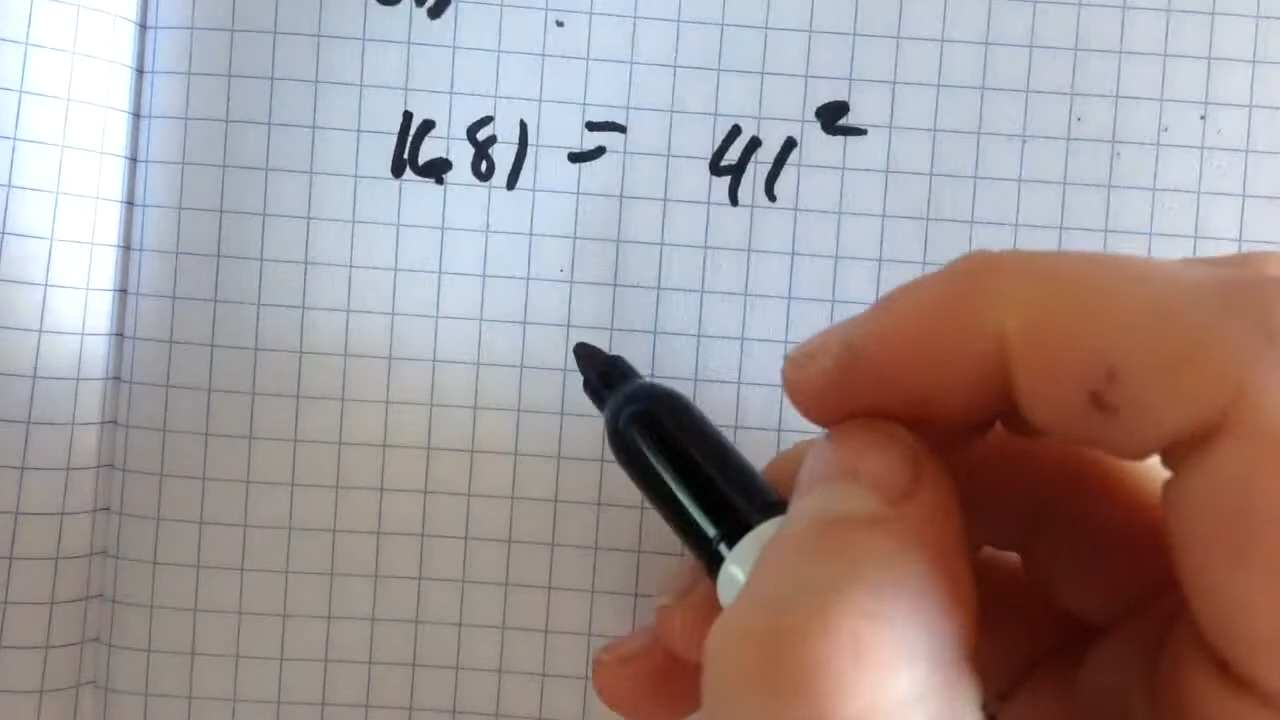 1681 = 41²